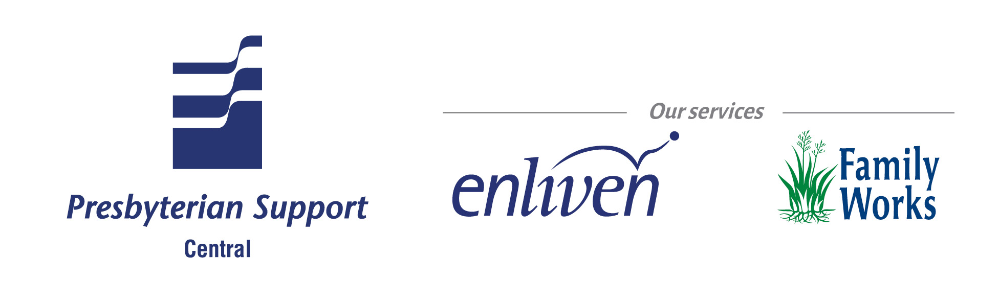 Presbyterian Support
Central
Our services
enliven
Family
Works